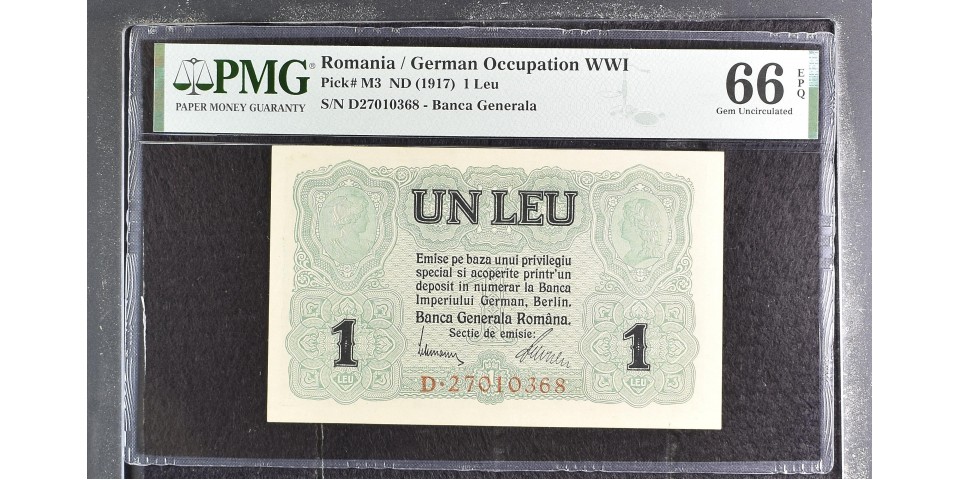 PMG®
PAPER MONEY GUARANTY
Romania / German Occupation WWI
Pick# M3 ND (1917) 1 Leu
S/N D27010368 - Banca Generala
66 EPQ
Gem Uncirculated
UN LEU
Emise pe baza unui privilegiu
special si acoperite printr'un
deposit in numerar la Banca
Imperiului German, Berlin.
Banca Generala Româna.
Sectie de emisie:
1 1
LEU LEU
D·27010368